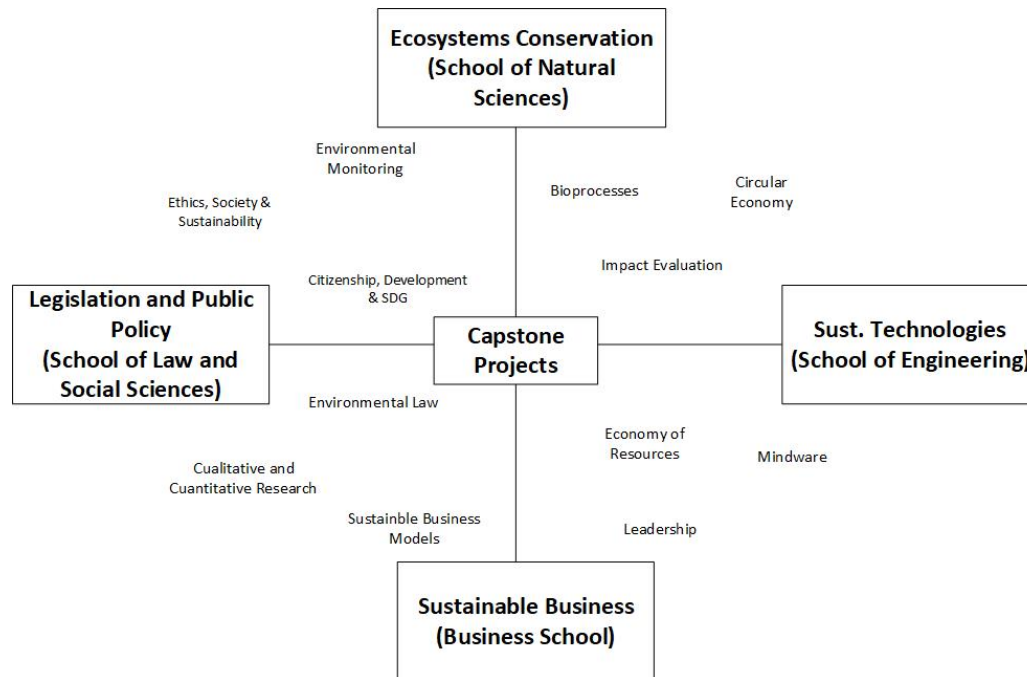 Ecosystems Conservation
(School of Natural
Sciences)
Environmental
Monitoring
Bioprocesses
Circular
Economy
Ethics, Society &
Sustainability
Impact Evaluation
Citizenship, Development
& SDG
Legislation and Public
Policy
(School of Law and
Social Sciences)
Capstone
Projects
Sust. Technologies
(School of Engineering)
Environmental Law
Economy of
Resources
Mindware
Cualitative and
Cuantitative Research
Sustainble Business
Models
Leadership
Sustainable Business
(Business School)